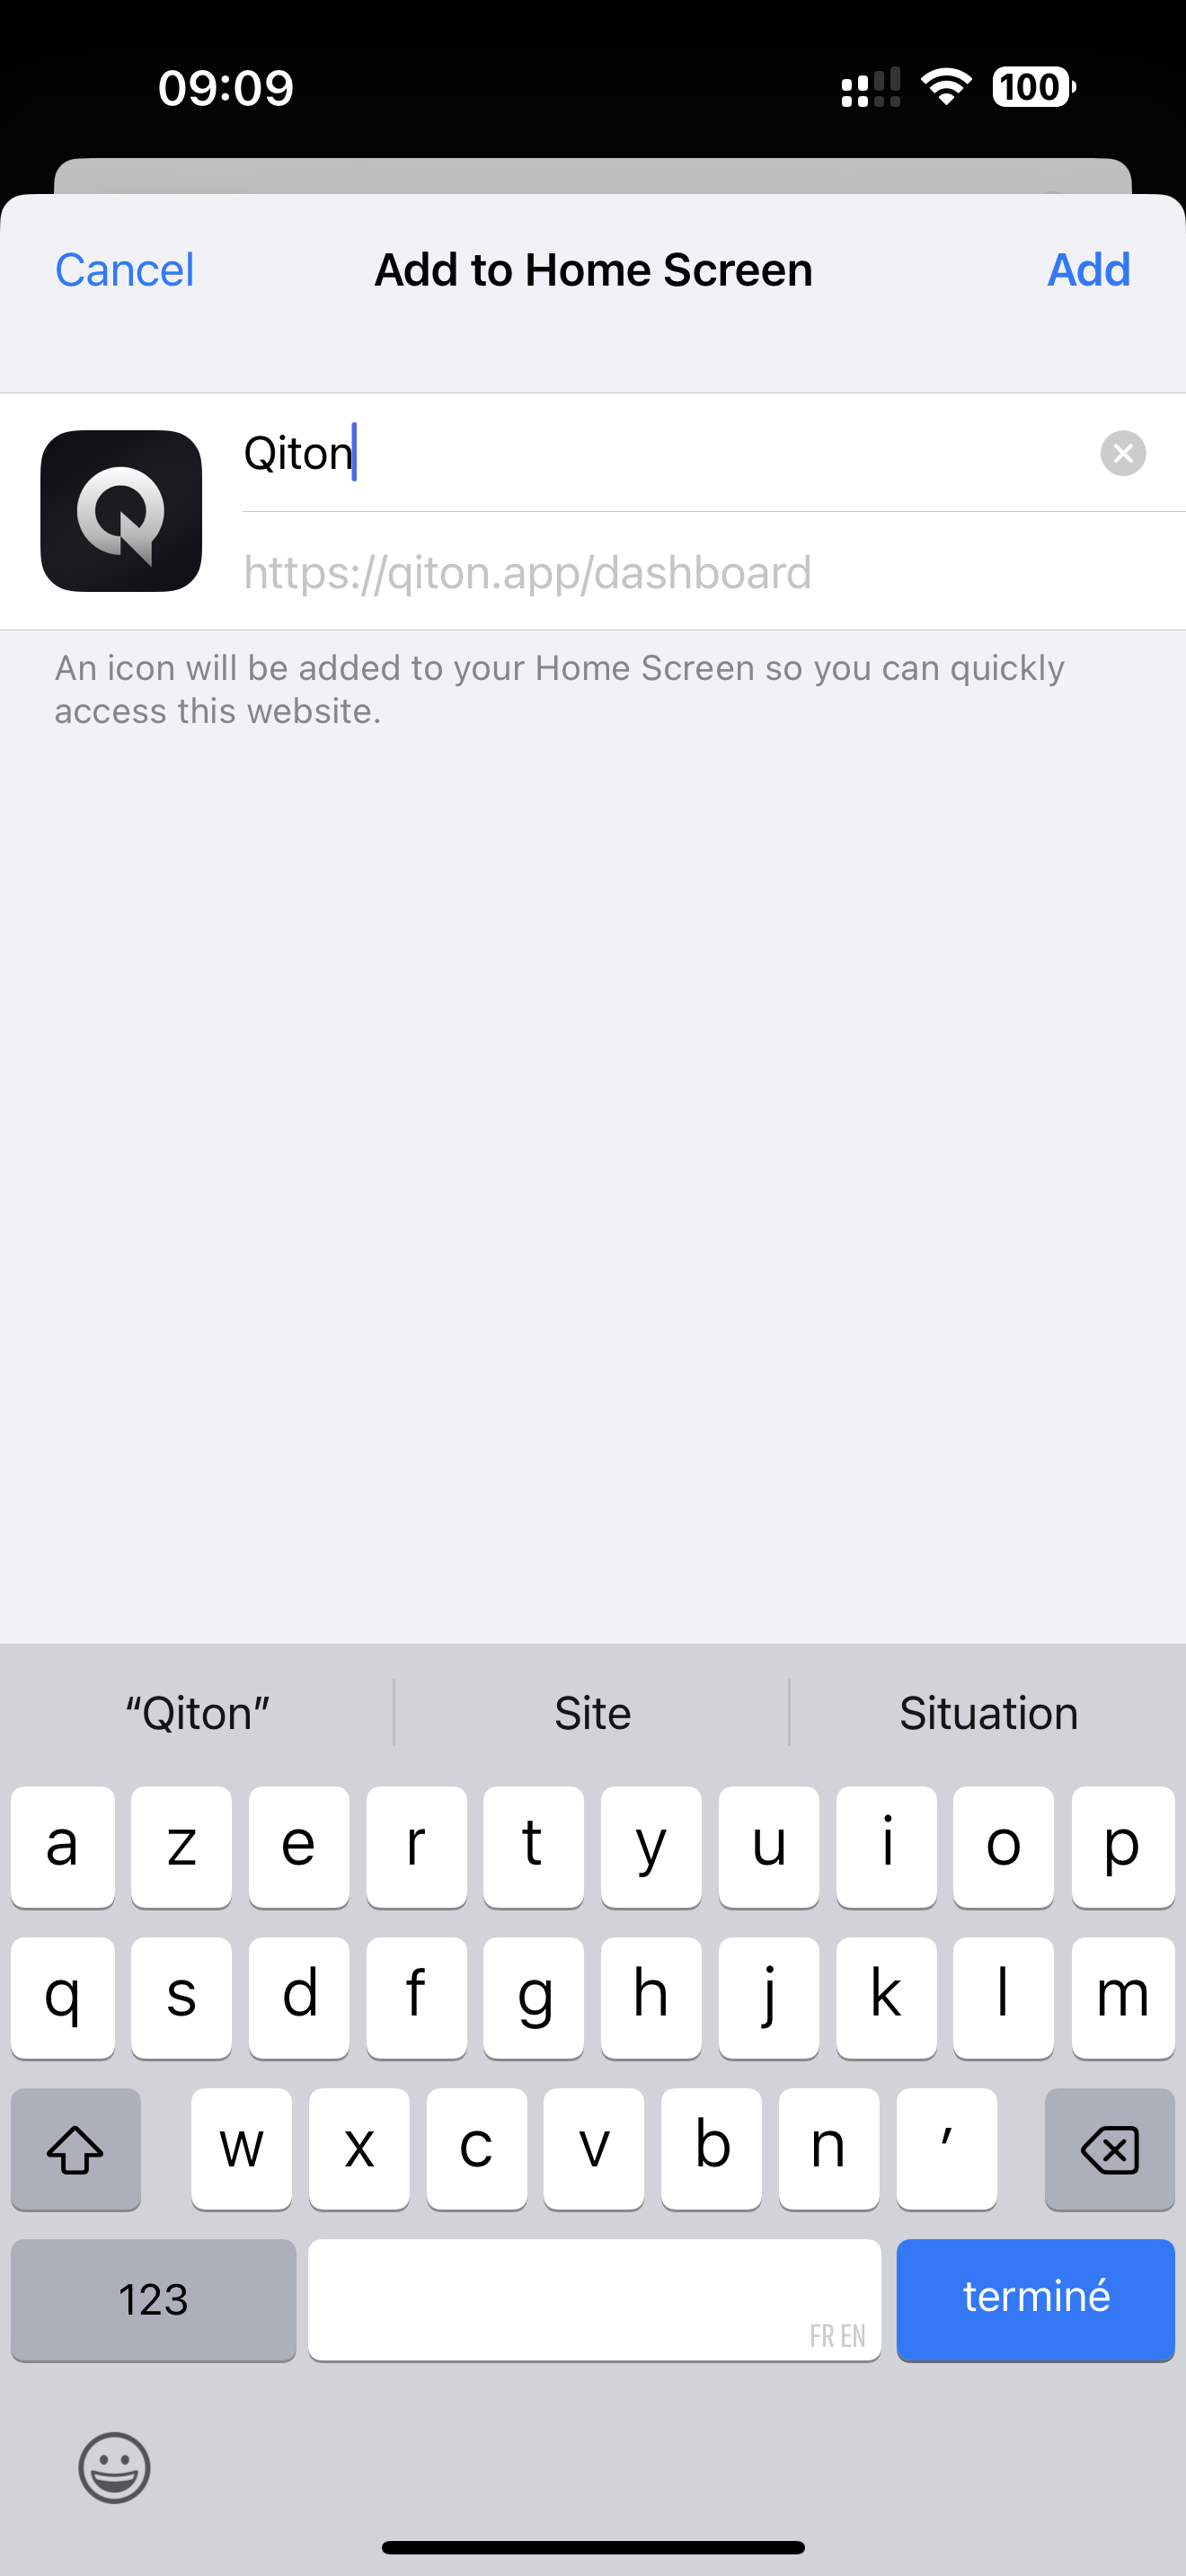 09:09
100
Cancel Add to Home Screen Add
Qiton
https://qiton.app/dashboard
An icon will be added to your Home Screen so you can quickly
access this website.
“Qiton” Site Situation
a z e r t y u i o p
q s d f g h j k l m
w x c v b n ′
123 FR EN terminé